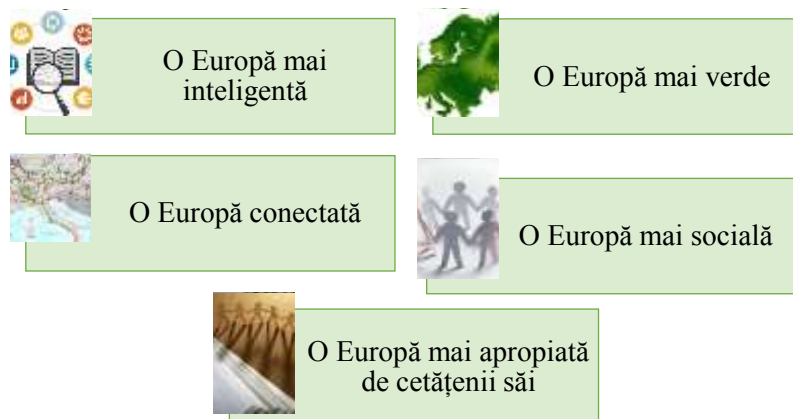 O Europă mai
inteligentă
O Europă mai verde
O Europă conectată
O Europă mai socială
O Europă mai apropiată
de cetățenii săi